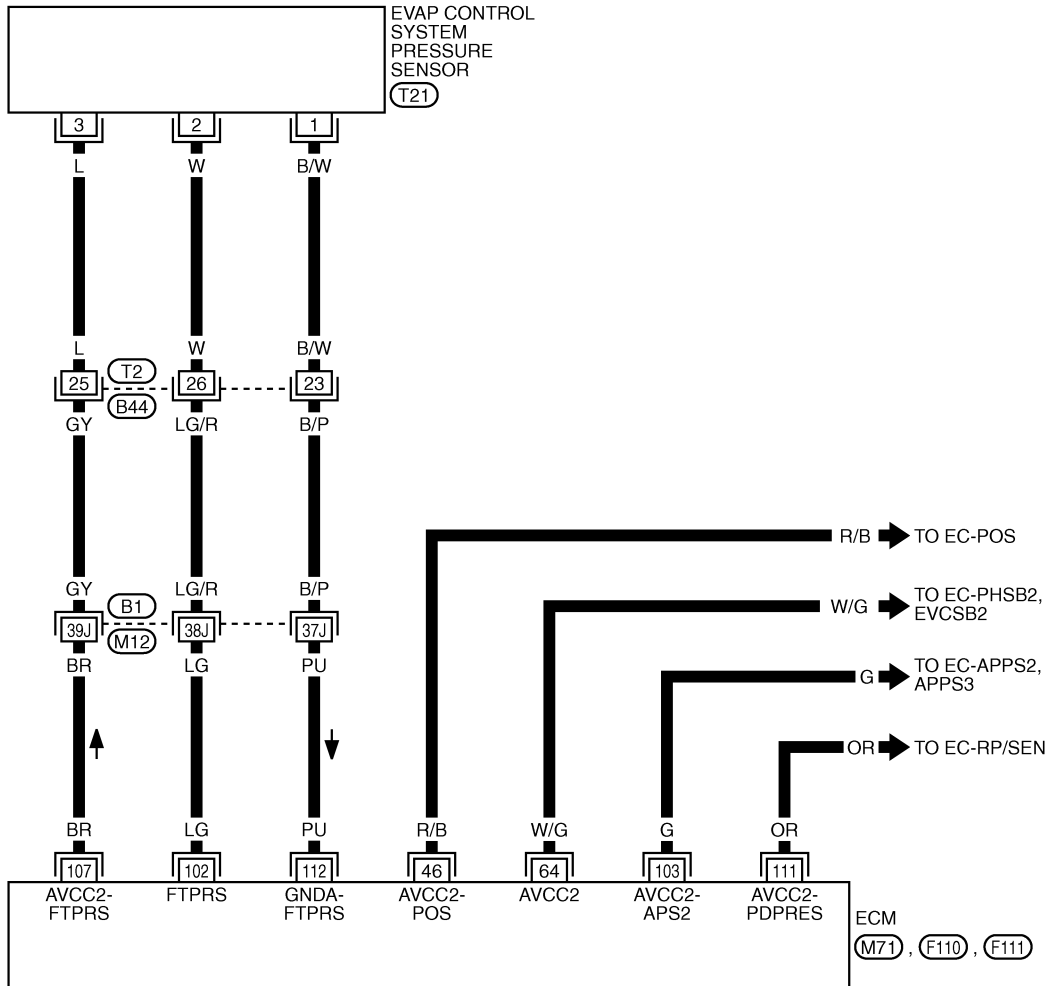 EVAP CONTROL
SYSTEM
PRESSURE
SENSOR
T21
3 2 1
L W B/W
L W B/W
25 T2 26 23
B44
GY LG/R B/P
TO EC-POS
R/B
GY LG/R B/P
TO EC-PHSB2,
EVCSB2
W/G
39J B1 38J 37J
M12
BR LG PU
TO EC-APPS2,
APPS3
G
OR TO EC-RP/SEN
BR LG PU R/B W/G G OR
107 102 112 46 64 103 111
AVCC2-
FTPRS
FTPRS
GNDA-
FTPRS
AVCC2-
POS
AVCC2
AVCC2-
APS2
AVCC2-
PDPRES
ECM
M71 , F110 , F111